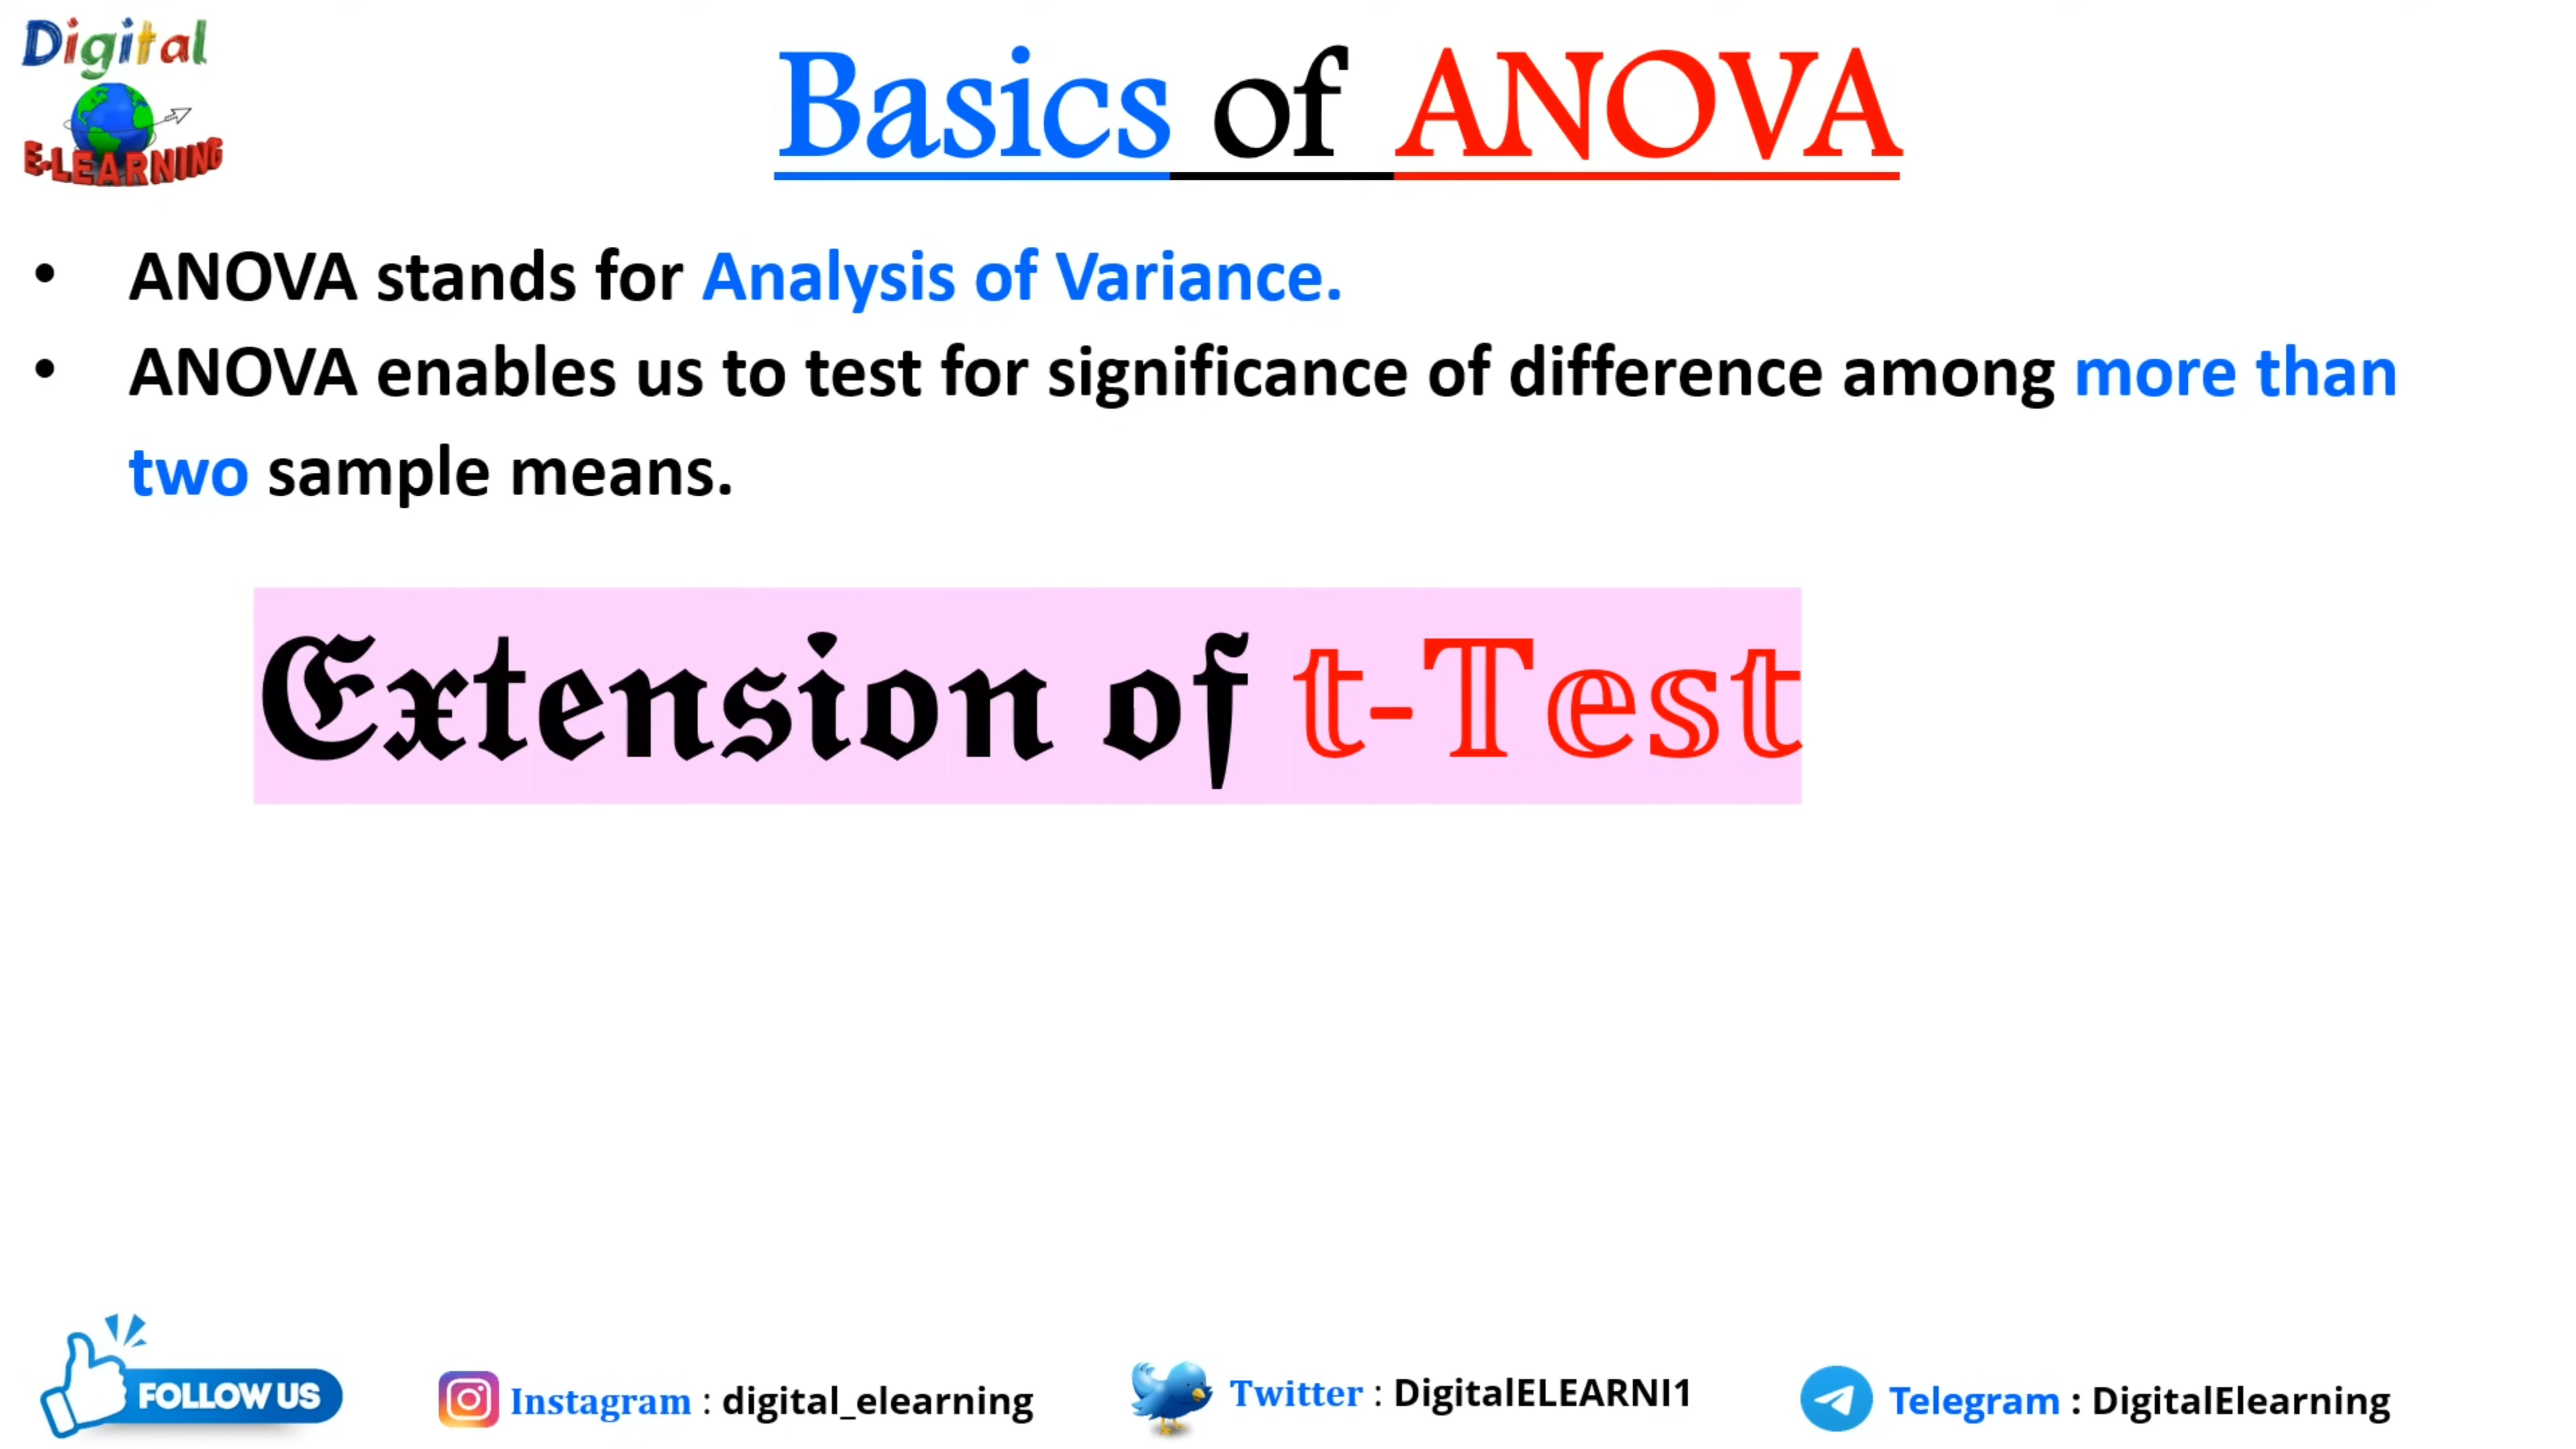 Digital
E-LEARNING
Basics of ANOVA
• ANOVA stands for Analysis of Variance.
• ANOVA enables us to test for significance of difference among more than
two sample means.
Extension of t-Test
FOLLOW US
Instagram : digital_elearning
Twitter : DigitalELEARNI1
Telegram : DigitalElearning